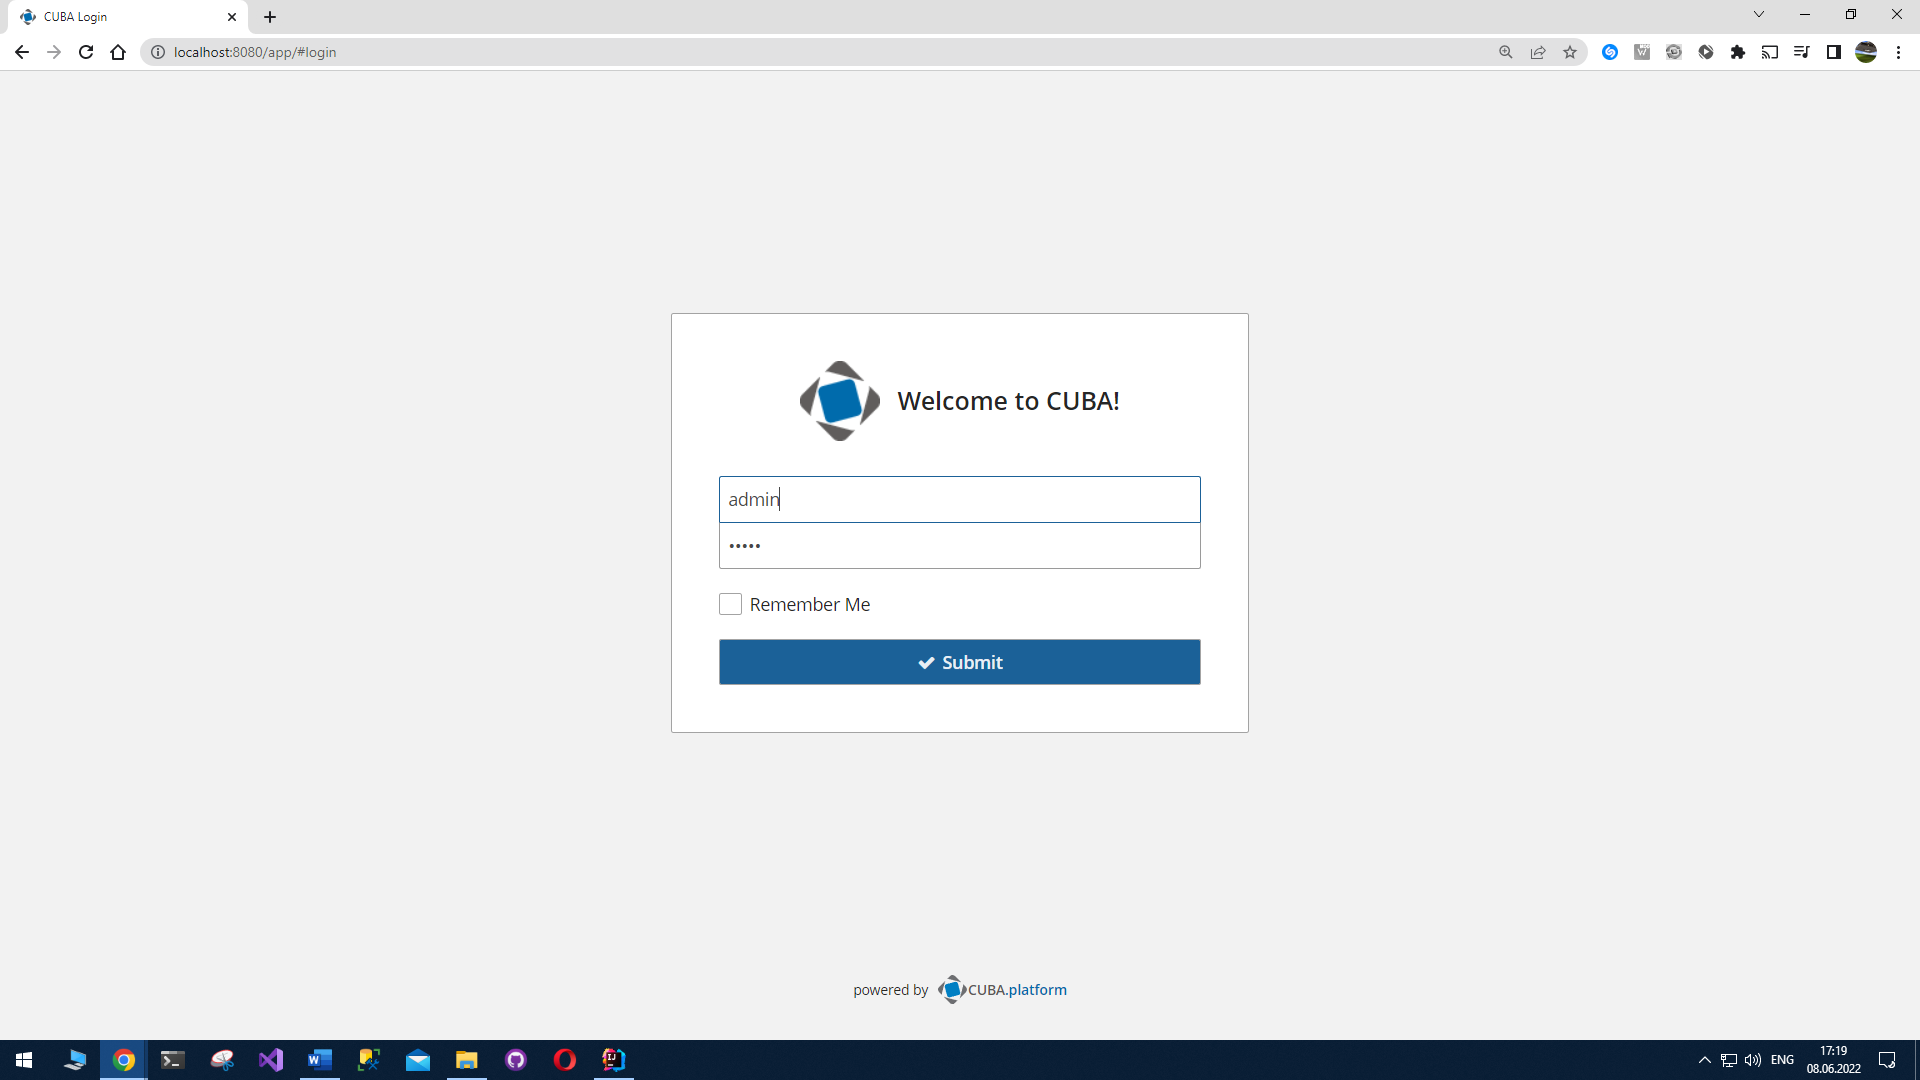 CUBA Login
localhost:8080/app/#login
Welcome to CUBA!
admin
•••••
Remember Me
Submit
powered by CUBA.platform
ENG
17:19
08.06.2022